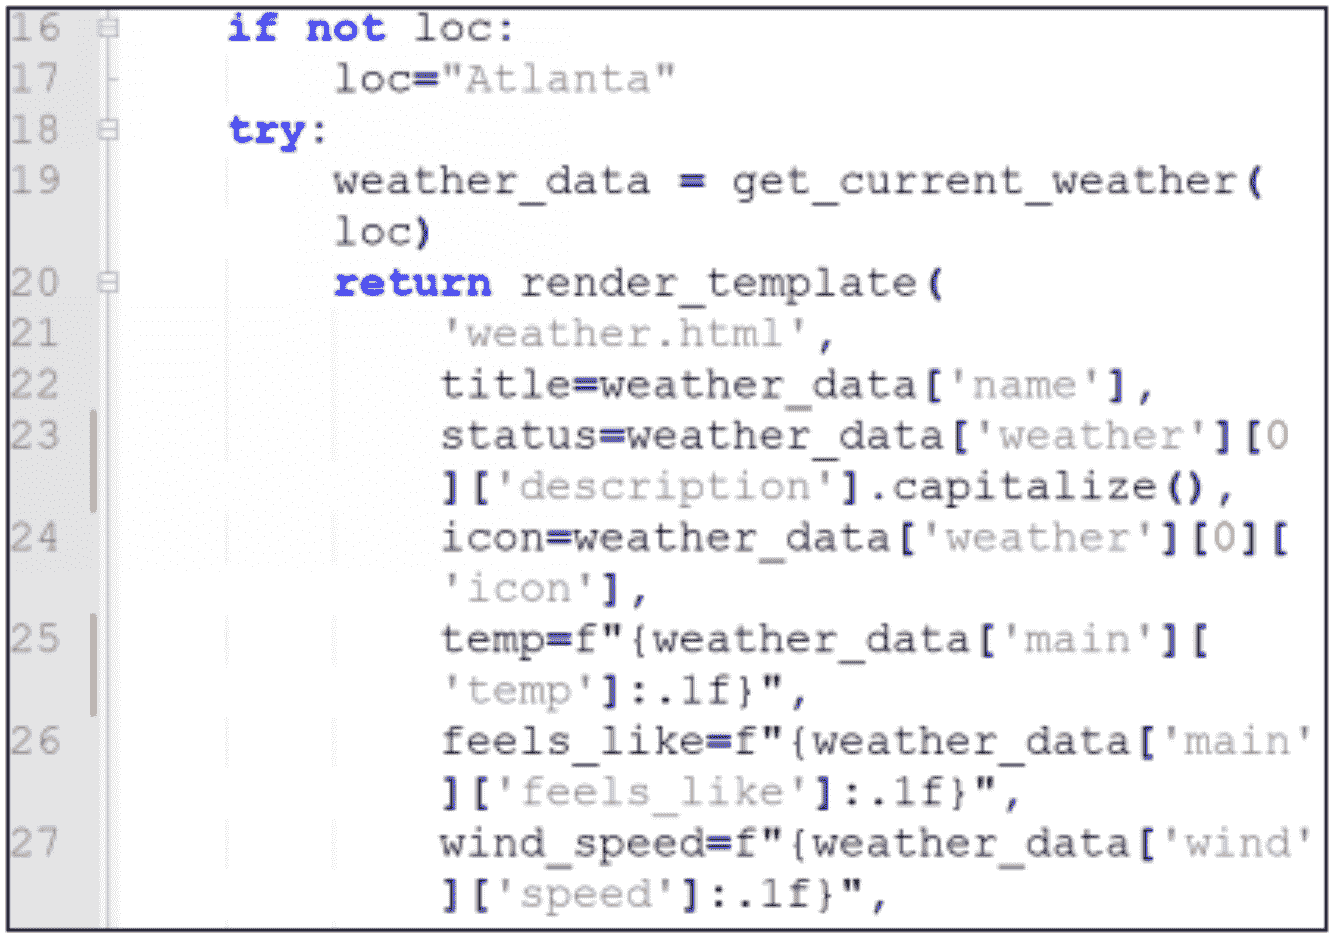 16 if not loc:
17 loc="Atlanta"
18 try:
19 weather_data = get_current_weather(
loc)
20 return render_template(
21 'weather.html',
22 title=weather_data['name'],
23 status=weather_data['weather'][0
]['description'].capitalize(),
24 icon=weather_data['weather'][0][
'icon'],
25 temp=f"{weather_data['main'][
'temp']:.1f}",
26 feels_like=f"{weather_data['main'
]['feels_like']:.1f}",
27 wind_speed=f"{weather_data['wind'
]['speed']:.1f}",